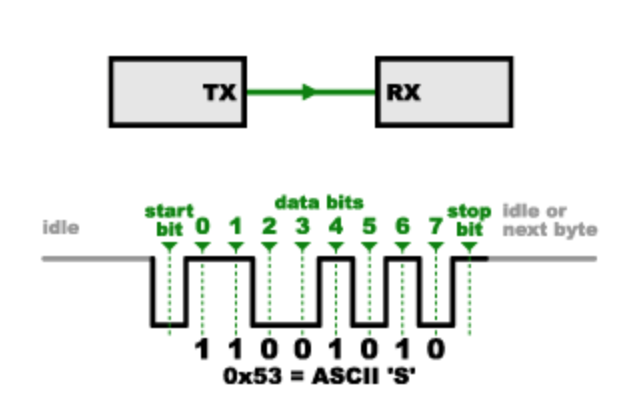 TX RX
data bits
start bit 0 1 2 3 4 5 6 7 stop bit
idle
idle or
next byte
1 1 0 0 1 0 1 0
0x53 = ASCII 'S'